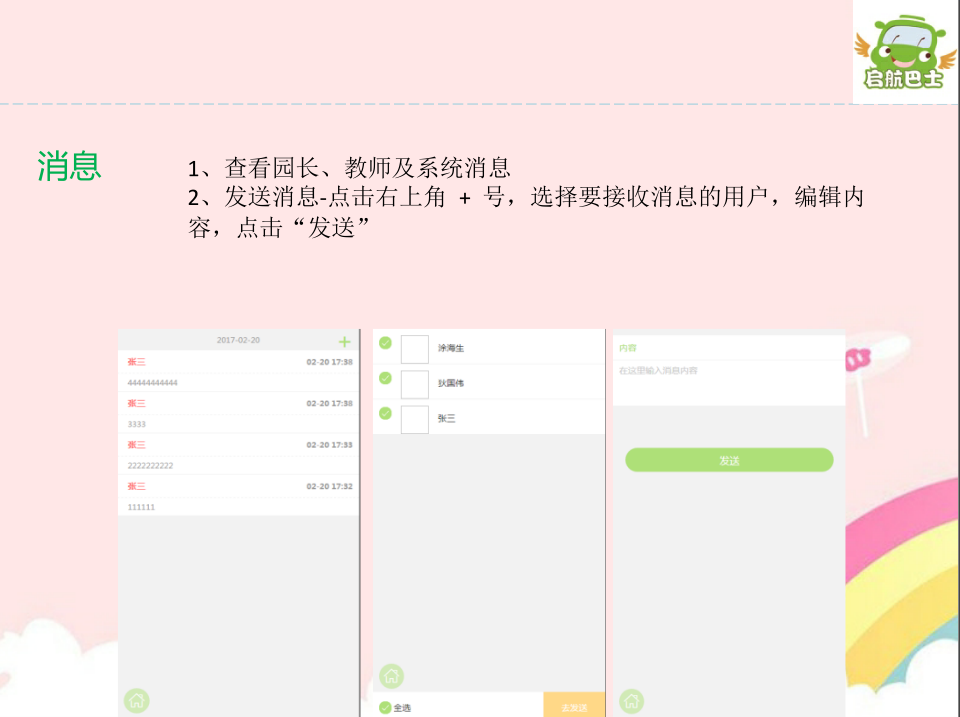 启航巴士
消息
1、查看园长、教师及系统消息
2、发送消息-点击右上角 + 号，选择要接收消息的用户，编辑内
容，点击“发送”
2017-02-20 +
张三 02-20 17:38
44444444444
张三 02-20 17:38
3333
张三 02-20 17:33
2222222222
张三 02-20 17:32
111111
涂海生
狄国伟
张三
全选 去发送
内容
在这里输入消息内容
发送